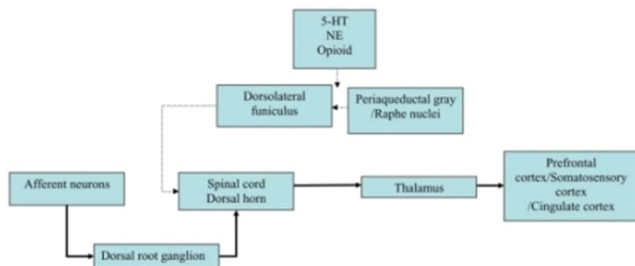 5-HT
NE
Opioid
Dorsolateral
funiculus
Periaqueductal gray
/Raphe nuclei
Afferent neurons
Spinal cord
Dorsal horn
Thalamus
Prefrontal
cortex/Somatosensory
cortex
/Cingulate cortex
Dorsal root ganglion